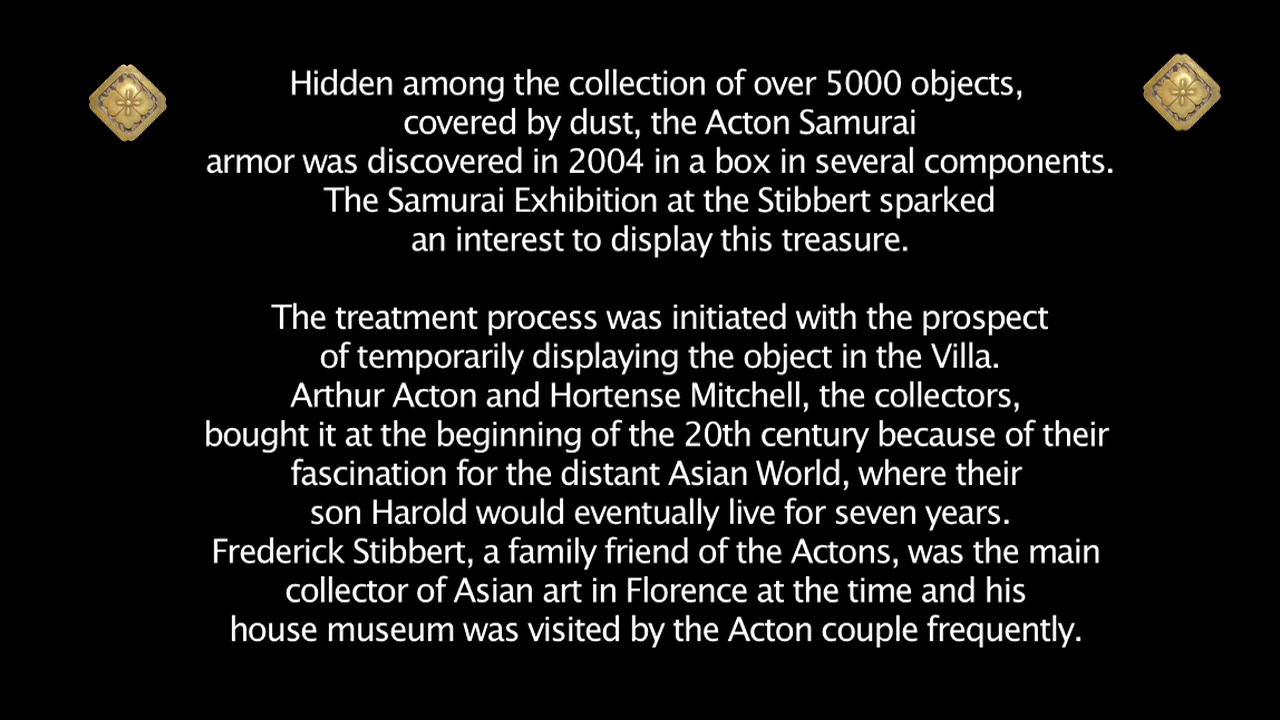 Hidden among the collection of over 5000 objects,
covered by dust, the Acton Samurai
armor was discovered in 2004 in a box in several components.
The Samurai Exhibition at the Stibbert sparked
an interest to display this treasure.
The treatment process was initiated with the prospect
of temporarily displaying the object in the Villa.
Arthur Acton and Hortense Mitchell, the collectors,
bought it at the beginning of the 20th century because of their
fascination for the distant Asian World, where their
son Harold would eventually live for seven years.
Frederick Stibbert, a family friend of the Actons, was the main
collector of Asian art in Florence at the time and his
house museum was visited by the Acton couple frequently.